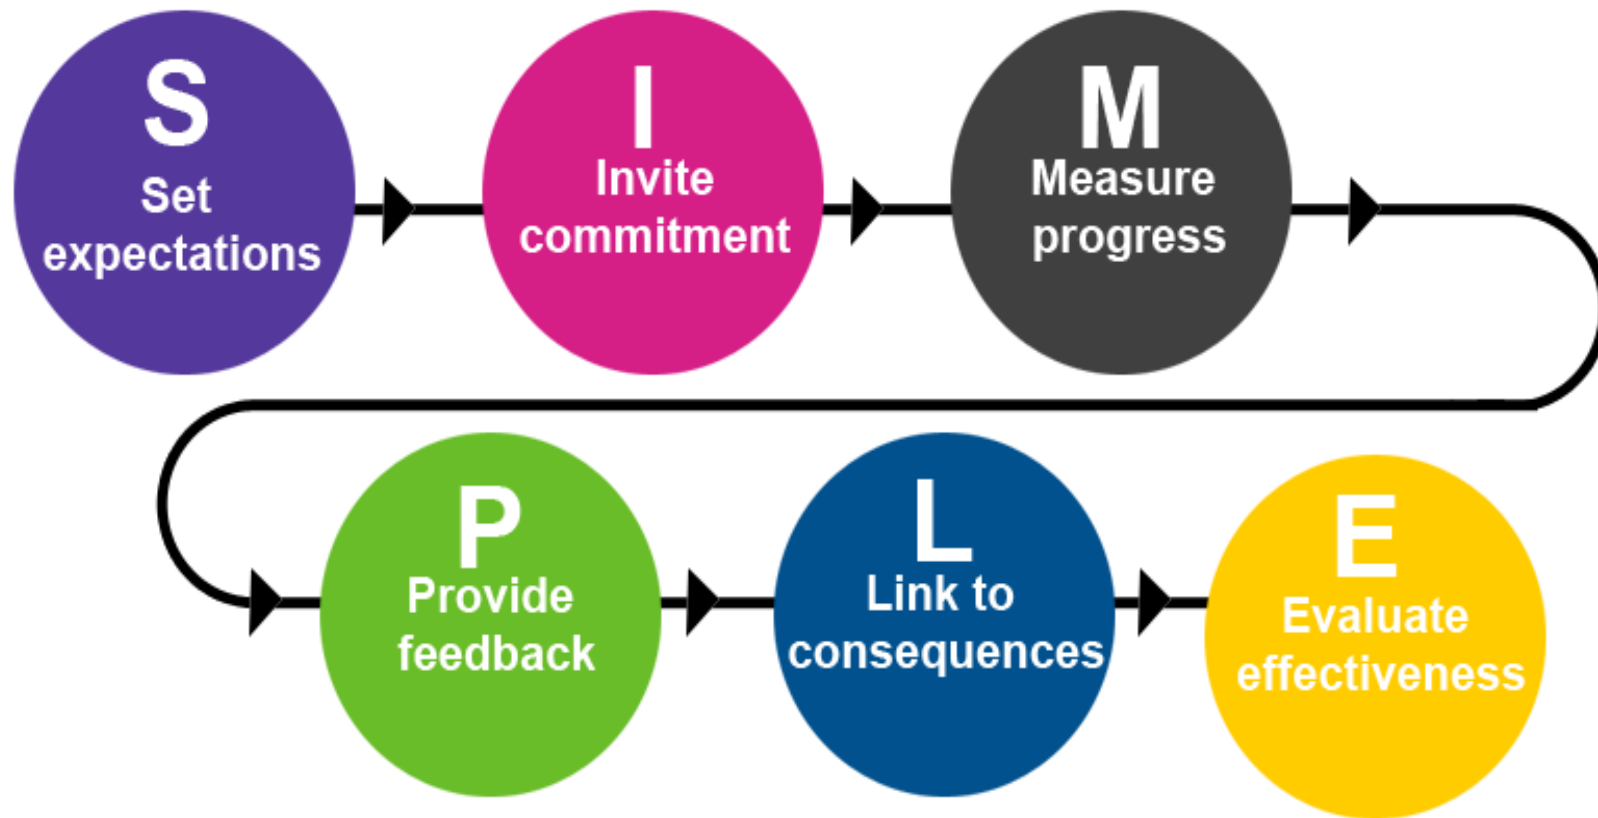 S
Set
expectations
I
Invite
commitment
M
Measure
progress
P
Provide
feedback
L
Link to
consequences
E
Evaluate
effectiveness